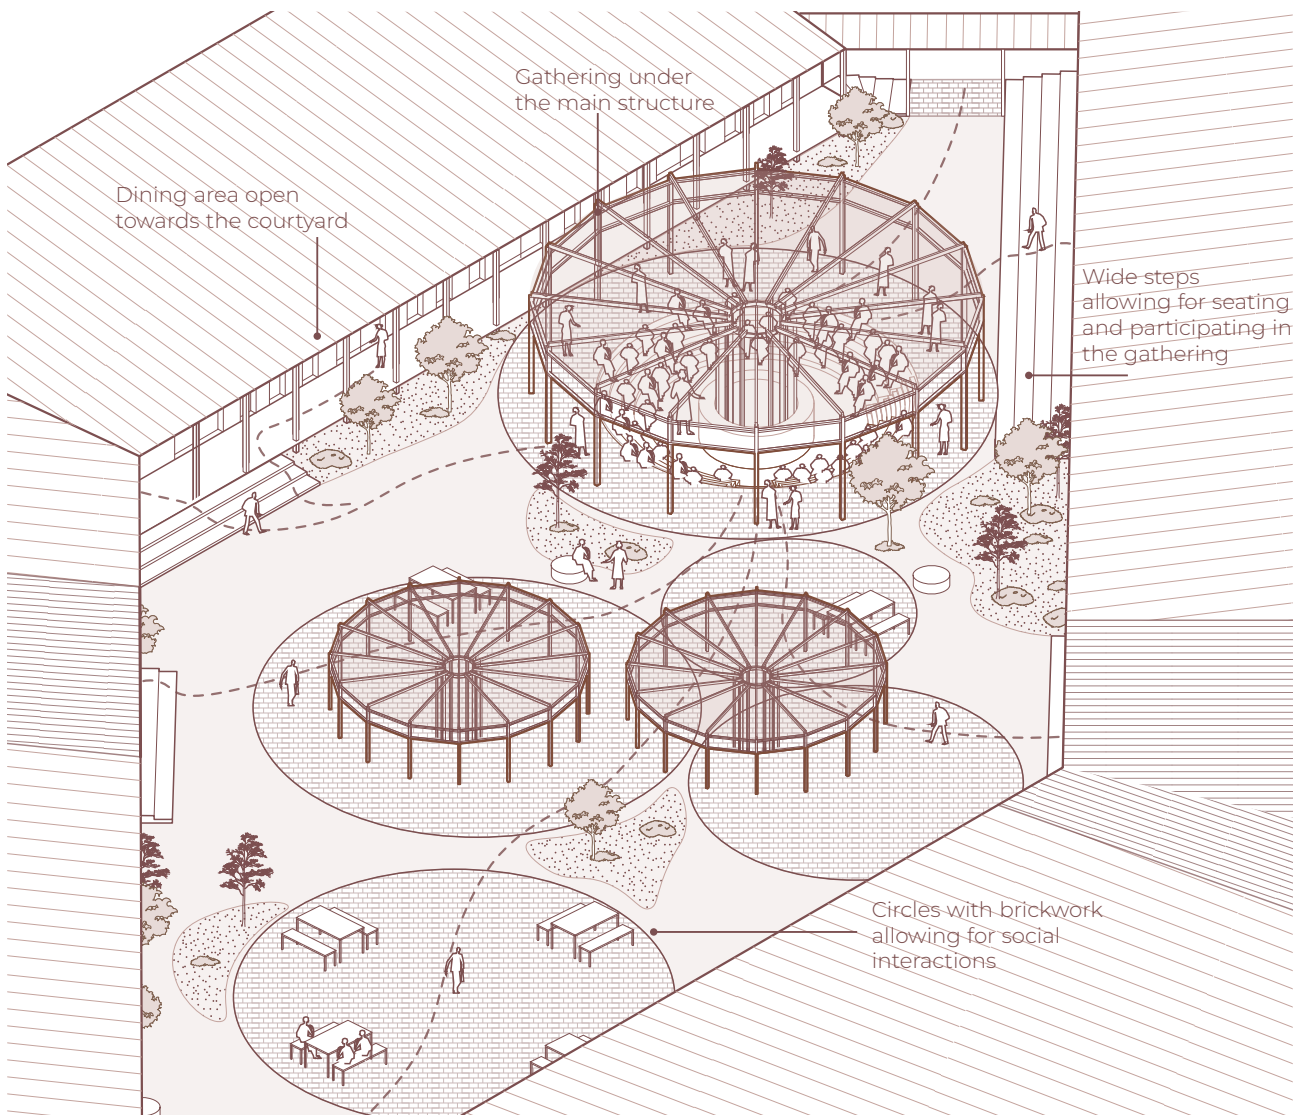 Gathering under
the main structure
Dining area open
towards the courtyard
Wide steps
allowing for seating
and participating in
the gathering
Circles with brickwork
allowing for social
interactions